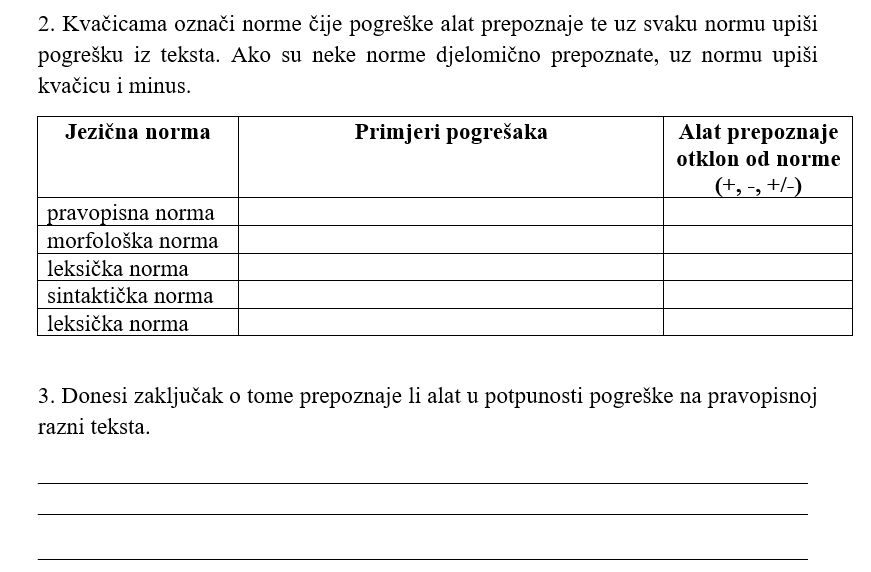 2. Kvačicama označi norme čije pogreške alat prepoznaje te uz svaku normu upiši
pogrešku iz teksta. Ako su neke norme djelomično prepoznate, uz normu upiši
kvačicu i minus.
Jezična norma
Primjeri pogrešaka
Alat prepoznaje
otklon od norme
(+, -, +/-)
pravopisna norma
morfološka norma
leksička norma
sintaktička norma
leksička norma
3. Donesi zaključak o tome prepoznaje li alat u potpunosti pogreške na pravopisnoj
razni teksta.